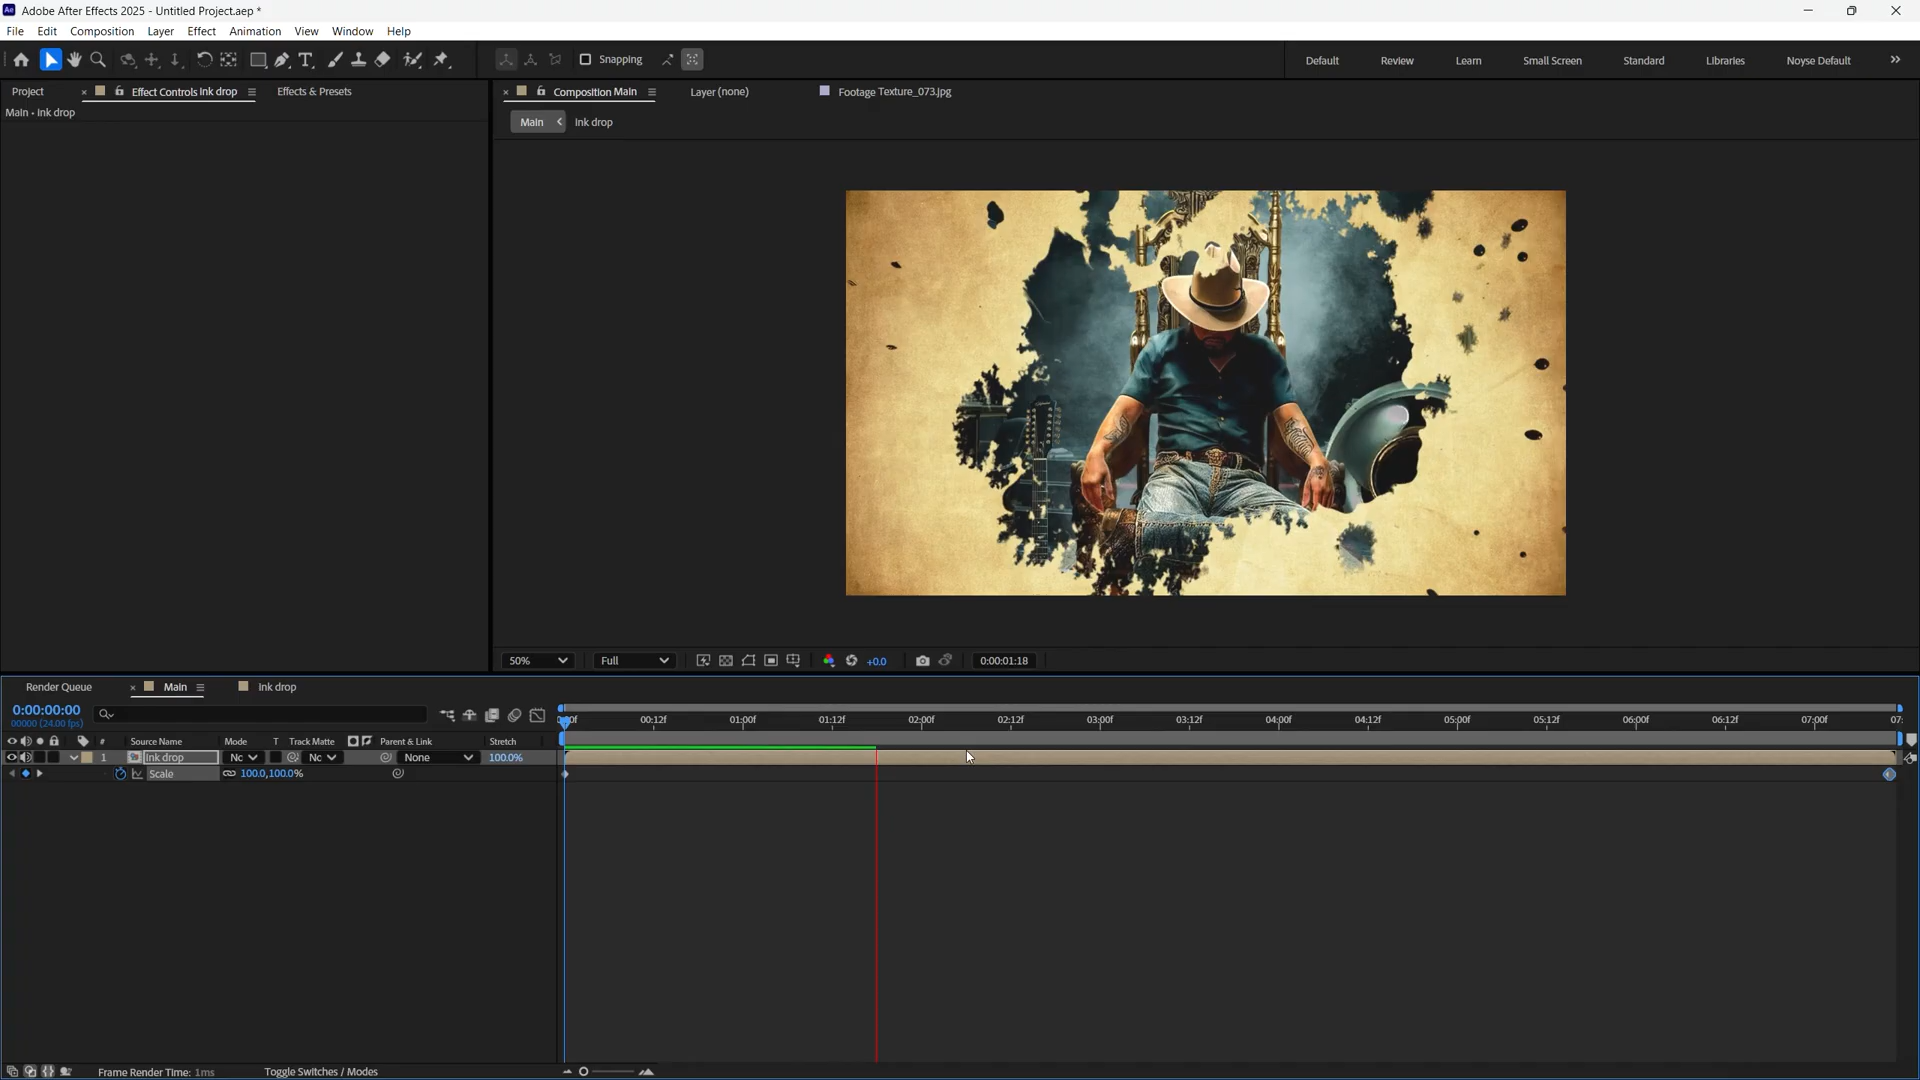 Adobe After Effects 2025 - Untitled Project.aep *
File Edit Composition Layer Effect Animation View Window Help
Snapping
Default Review Learn Small Screen Standard Libraries Noyse Default
Project Effect Controls Ink drop Effects & Presets
Composition Main Layer (none) Footage Texture_073.jpg
Main • Ink drop
Main Ink drop
50% Full +0.0 0:00:01:18
Render Queue Main Ink drop
0:00:00:00
00000 (24.00 fps)
00:12f 01:00f 01:12f 02:00f 02:12f 03:00f 03:12f 04:00f 04:12f 05:00f 05:12f 06:00f 06:12f 07:00f
# Source Name Mode T Track Matte Parent & Link Stretch
1 Ink drop None 100.0%
Scale 100.0,100.0%
Frame Render Time: 1ms Toggle Switches / Modes